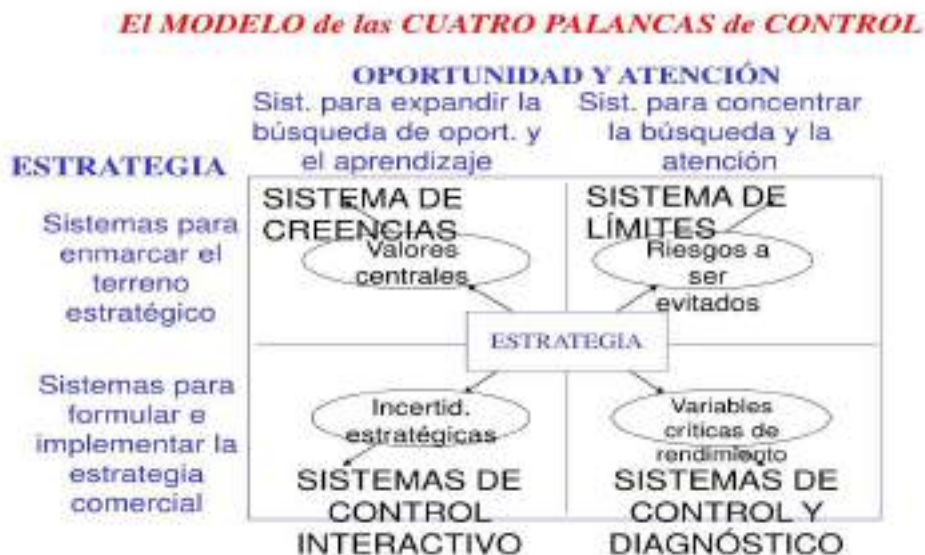 El MODELO de las CUATRO PALANCAS de CONTROL
OPORTUNIDAD Y ATENCIÓN
Sist. para expandir la
búsqueda de oport. y
el aprendizaje
Sist. para concentrar
la búsqueda y la
atención
ESTRATEGIA
Sistemas para
enmarcar el
terreno
estratégico
SISTEMA DE
CREENCIAS
Valores
centrales
SISTEMA DE
LÍMITES
Riesgos a
ser
evitados
ESTRATEGIA
Sistemas para
formular e
implementar la
estrategia
comercial
Incertid.
estratégicas
SISTEMAS DE
CONTROL
INTERACTIVO
Variables
críticas de
rendimiento
SISTEMAS DE
CONTROL Y
DIAGNÓSTICO